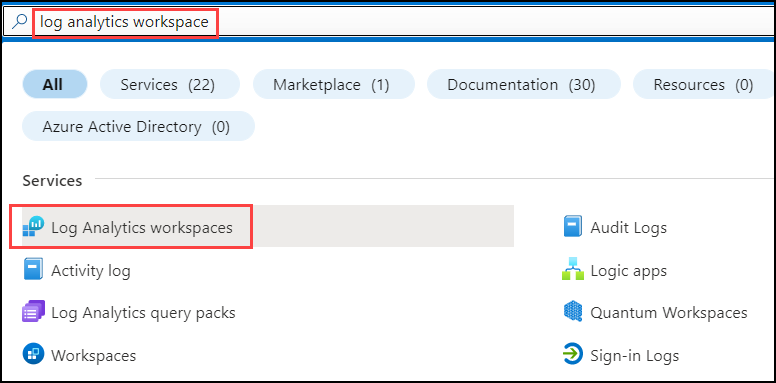 log analytics workspace
All Services (22) Marketplace (1) Documentation (30) Resources (0)
Azure Active Directory (0)
Services
Log Analytics workspaces Audit Logs
Activity log Logic apps
Log Analytics query packs Quantum Workspaces
Workspaces Sign-in Logs